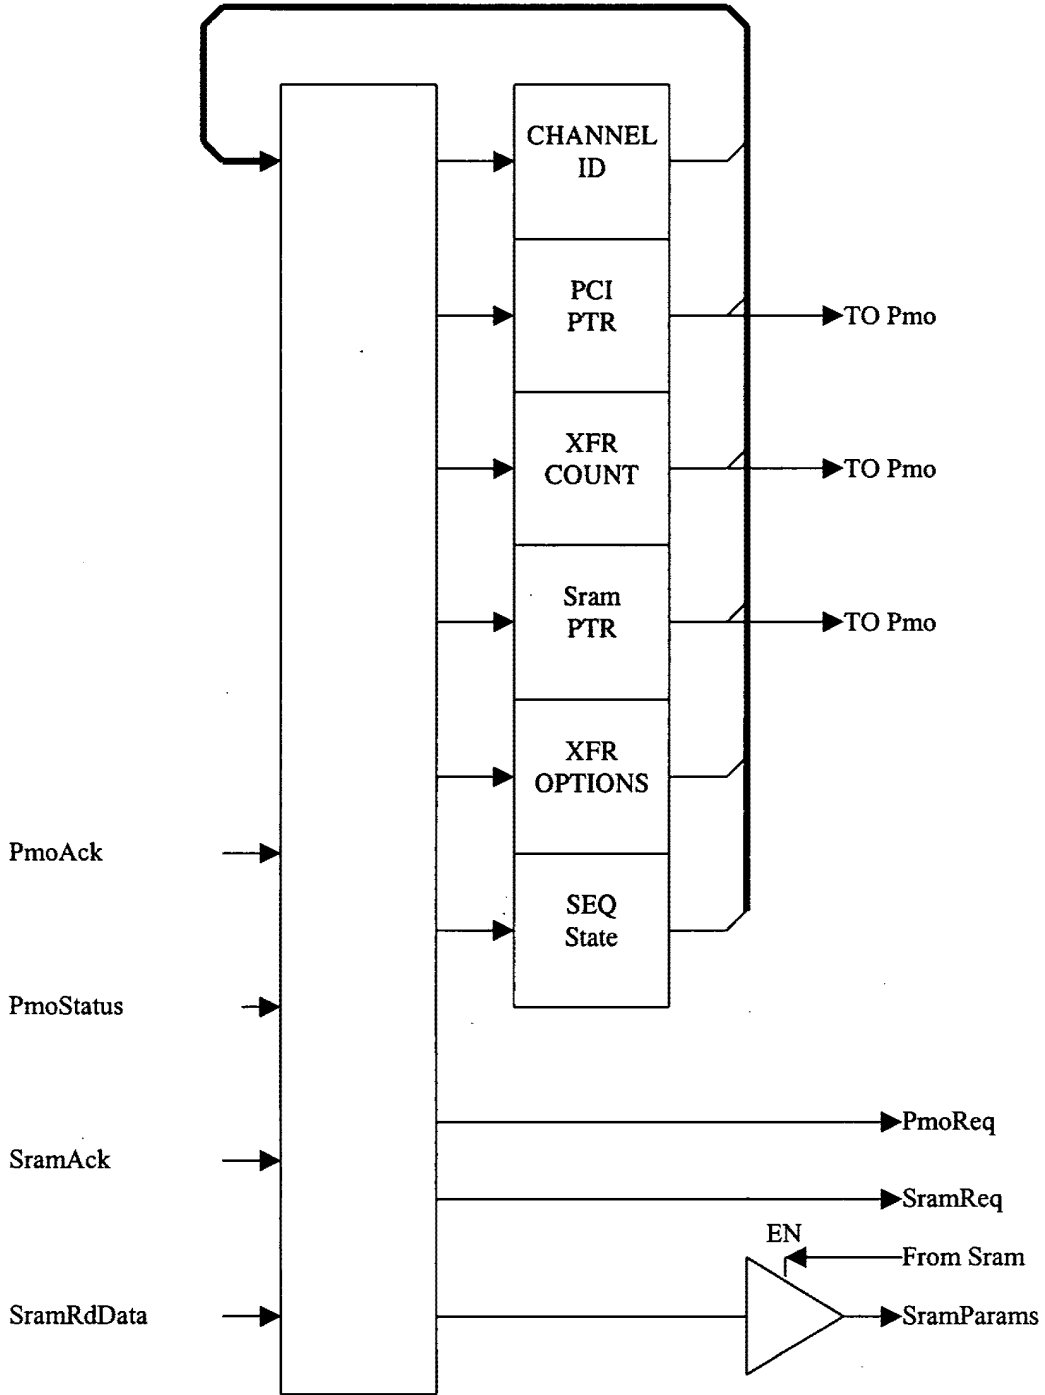 CHANNEL
ID
PCI
PTR
TO Pmo
XFR
COUNT
TO Pmo
Sram
PTR
TO Pmo
XFR
OPTIONS
PmoAck
SEQ
State
PmoStatus
PmoReq
SramAck
SramReq
EN
From Sram
SramRdData
SramParams